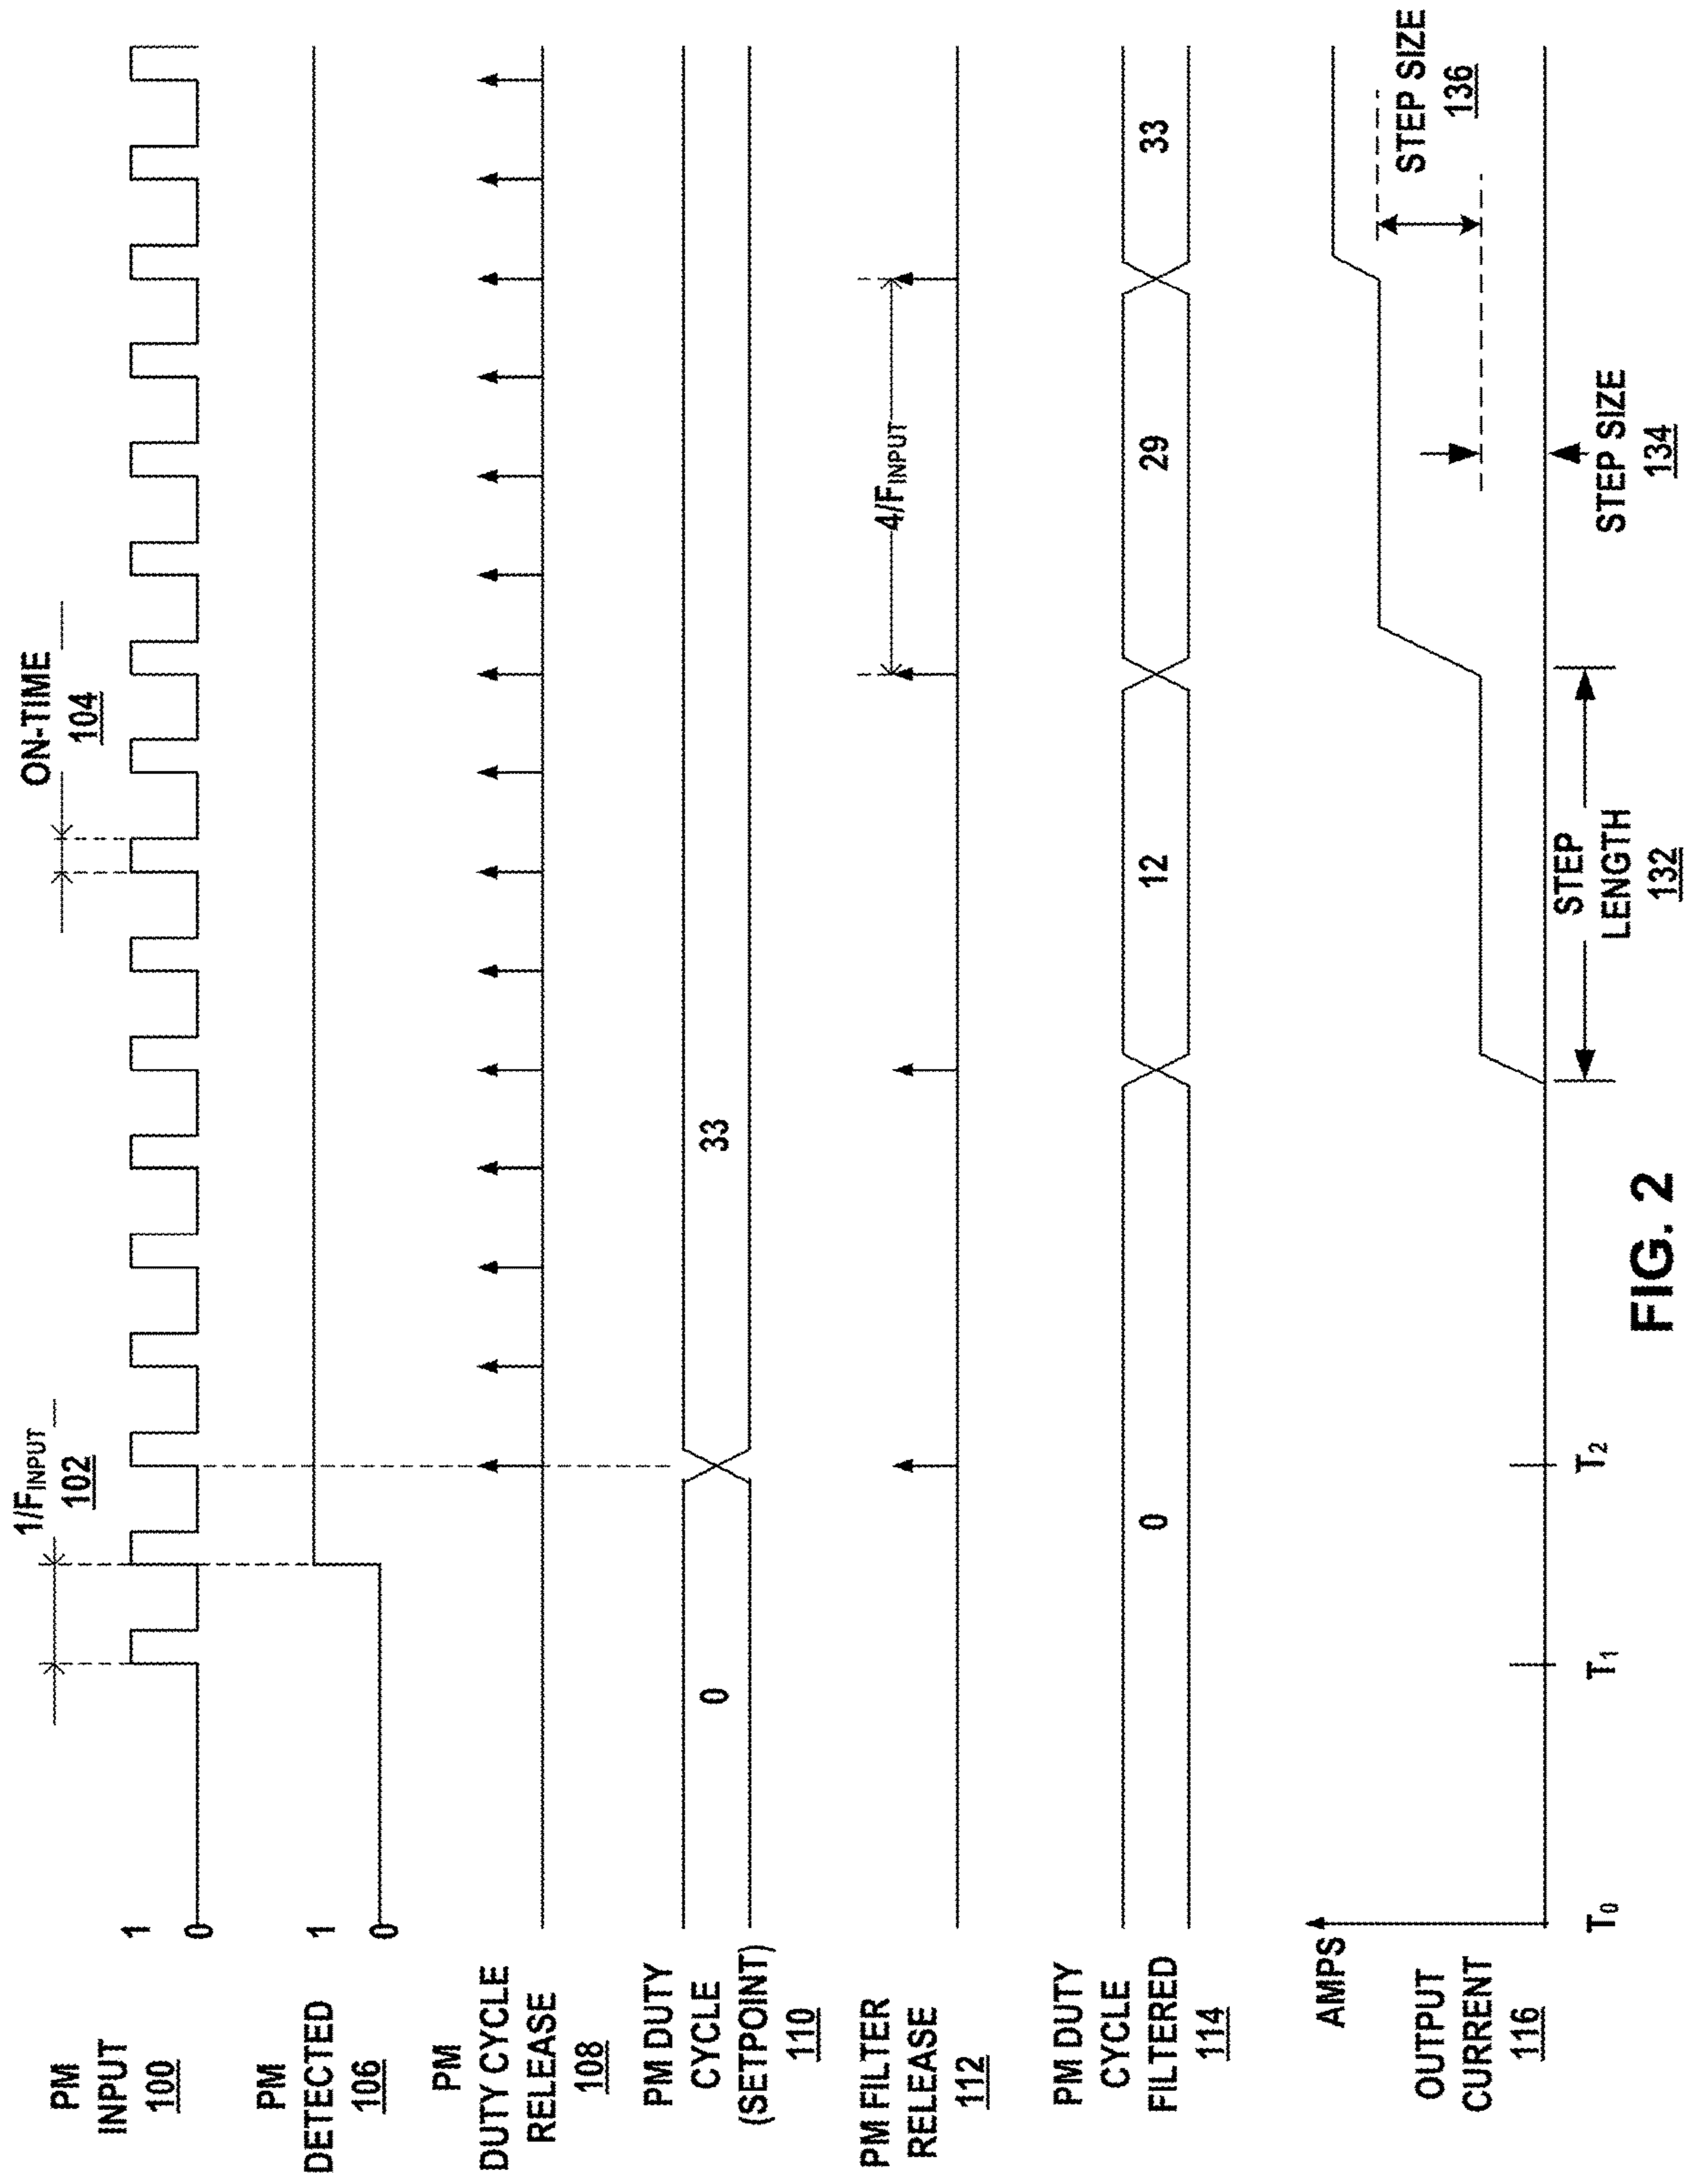 PM
INPUT
100
1
0
1/FINPUT
102
ON-TIME
104
PM
DETECTED
106
1
0
PM
DUTY CYCLE
RELEASE
108
PM DUTY
CYCLE
(SETPOINT)
110
0
33
PM FILTER
RELEASE
112
4/FINPUT
PM DUTY
CYCLE
FILTERED
114
0
12
29
33
OUTPUT
CURRENT
116
AMPS
STEP SIZE
136
T0
T1
T2
STEP
LENGTH
132
STEP SIZE
134
FIG. 2